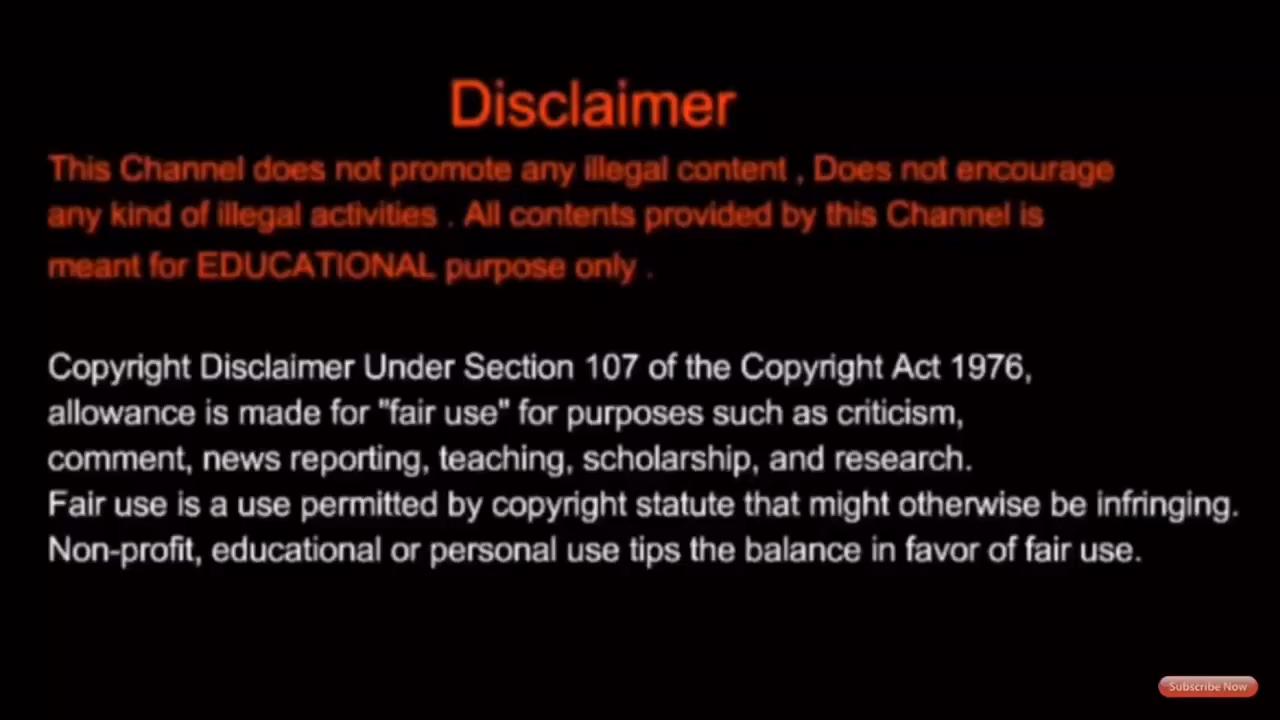 Disclaimer
This Channel does not promote any illegal content , Does not encourage
any kind of illegal activities . All contents provided by this Channel is
meant for EDUCATIONAL purpose only .
Copyright Disclaimer Under Section 107 of the Copyright Act 1976,
allowance is made for "fair use" for purposes such as criticism,
comment, news reporting, teaching, scholarship, and research.
Fair use is a use permitted by copyright statute that might otherwise be infringing.
Non-profit, educational or personal use tips the balance in favor of fair use.
Subscribe Now